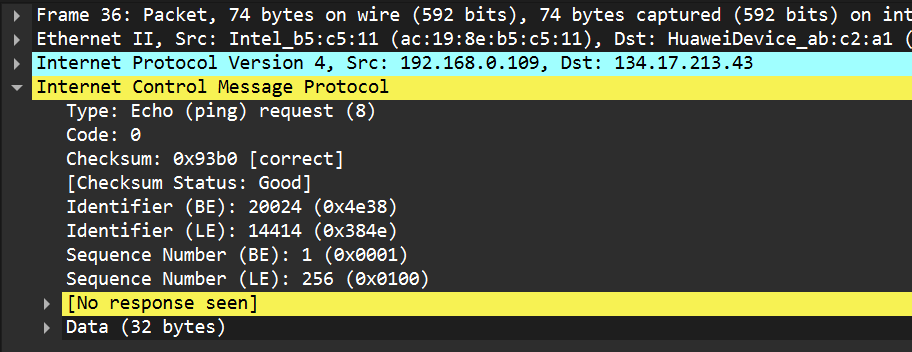 Frame 36: Packet, 74 bytes on wire (592 bits), 74 bytes captured (592 bits) on int
Ethernet II, Src: Intel_b5:c5:11 (ac:19:8e:b5:c5:11), Dst: HuaweiDevice_ab:c2:a1 (
Internet Protocol Version 4, Src: 192.168.0.109, Dst: 134.17.213.43
Internet Control Message Protocol
Type: Echo (ping) request (8)
Code: 0
Checksum: 0x93b0 [correct]
[Checksum Status: Good]
Identifier (BE): 20024 (0x4e38)
Identifier (LE): 14414 (0x384e)
Sequence Number (BE): 1 (0x0001)
Sequence Number (LE): 256 (0x0100)
[No response seen]
Data (32 bytes)